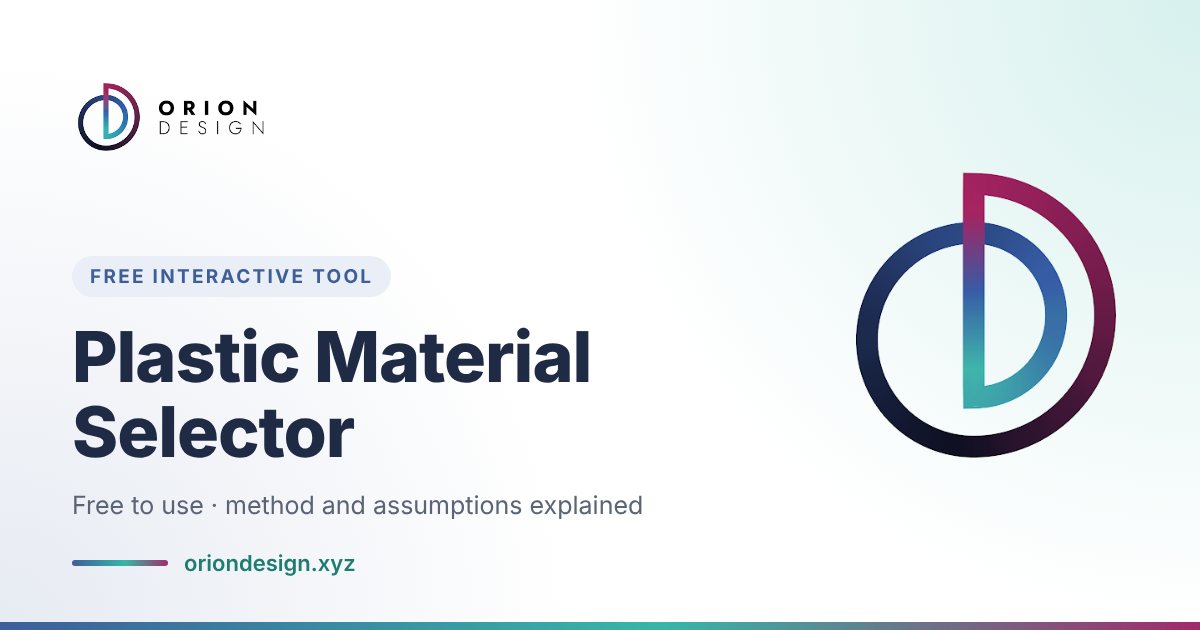 ORION
DESIGN
FREE INTERACTIVE TOOL
Plastic Material
Selector
Free to use · method and assumptions explained
oriondesign.xyz